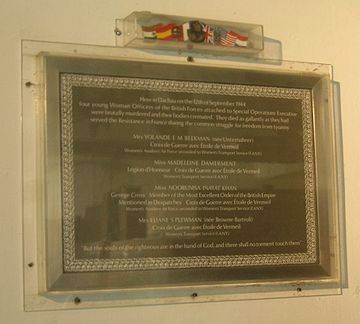 Here in Dachau on the 12th of September 1944
four young Woman Officers of the British Forces attached to Special Operations Executive
were brutally murdered and their bodies cremated. They died as gallantly as they had
served the Resistance in France during the common struggle for freedom from tyranny
Mrs YOLANDE E M BEEKMAN (née Unternahrer)
Croix de Guerre avec Étoile de Vermeil
Women's Auxiliary Air Force seconded to Women's Transport Service (F.A.N.Y.)
Miss MADELEINE DAMERMENT
Légion d'Honneur Croix de Guerre avec Étoile de Vermeil
Women's Transport Service (F.A.N.Y.)
Miss NOORUNISA INAYAT KHAN
George Cross Member of the Most Excellent Order of the British Empire
Mentioned in Despatches Croix de Guerre avec Étoile de Vermeil
Women's Auxiliary Air Force seconded to Women's Transport Service (F.A.N.Y.)
Mrs ELIANE S PLEWMAN (née Browne Bartroli)
Croix de Guerre avec Étoile de Vermeil
Women's Transport Service (F.A.N.Y.)
"But the souls of the righteous are in the hand of God, and there shall no torment touch them"